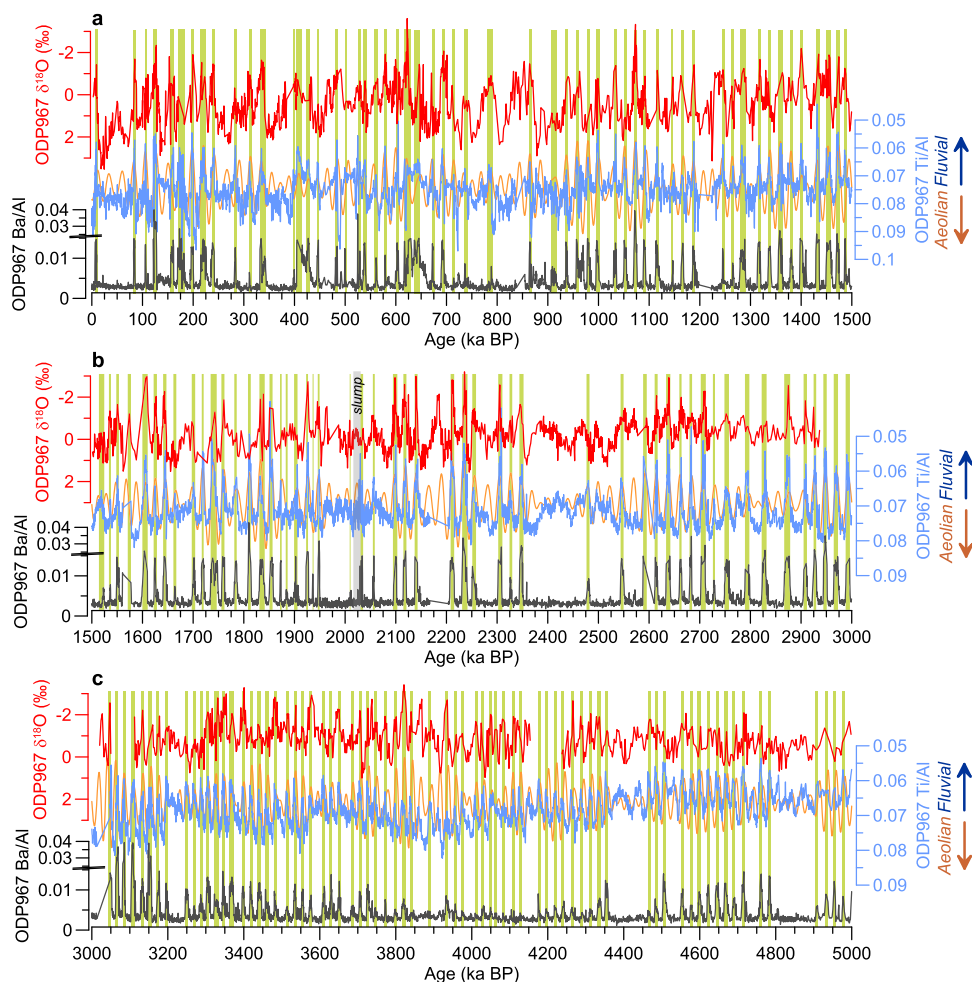 a
ODP967 δ18O (‰)
-2
0
2
0.05
0.06
0.07
0.08
0.09
0.1
ODP967 Ti/Al
Aeolian Fluvial
ODP967 Ba/Al
0.04
0.03
0.01
0
0 100 200 300 400 500 600 700 800 900 1000 1100 1200 1300 1400 1500
Age (ka BP)
b
slump
ODP967 δ18O (‰)
-2
0
2
0.05
0.06
0.07
0.08
0.09
ODP967 Ti/Al
Aeolian Fluvial
ODP967 Ba/Al
0.04
0.03
0.01
0
1500 1600 1700 1800 1900 2000 2100 2200 2300 2400 2500 2600 2700 2800 2900 3000
Age (ka BP)
c
ODP967 δ18O (‰)
-2
0
2
0.05
0.06
0.07
0.08
0.09
ODP967 Ti/Al
Aeolian Fluvial
ODP967 Ba/Al
0.04
0.03
0.01
0
3000 3200 3400 3600 3800 4000 4200 4400 4600 4800 5000
Age (ka BP)